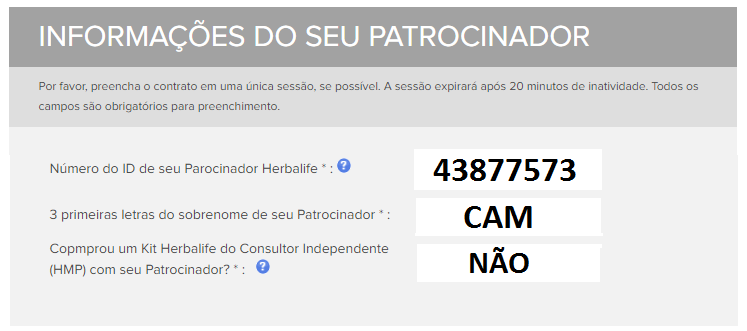 INFORMAÇÕES DO SEU PATROCINADOR
Por favor, preencha o contrato em uma única sessão, se possível. A sessão expirará após 20 minutos de inatividade. Todos os
campos são obrigatórios para preenchimento.
Número do ID de seu Parocinador Herbalife * : ? 43877573
3 primeiras letras do sobrenome de seu Patrocinador * : CAM
Copmprou um Kit Herbalife do Consultor Independente
(HMP) com seu Patrocinador? * : ? NÃO